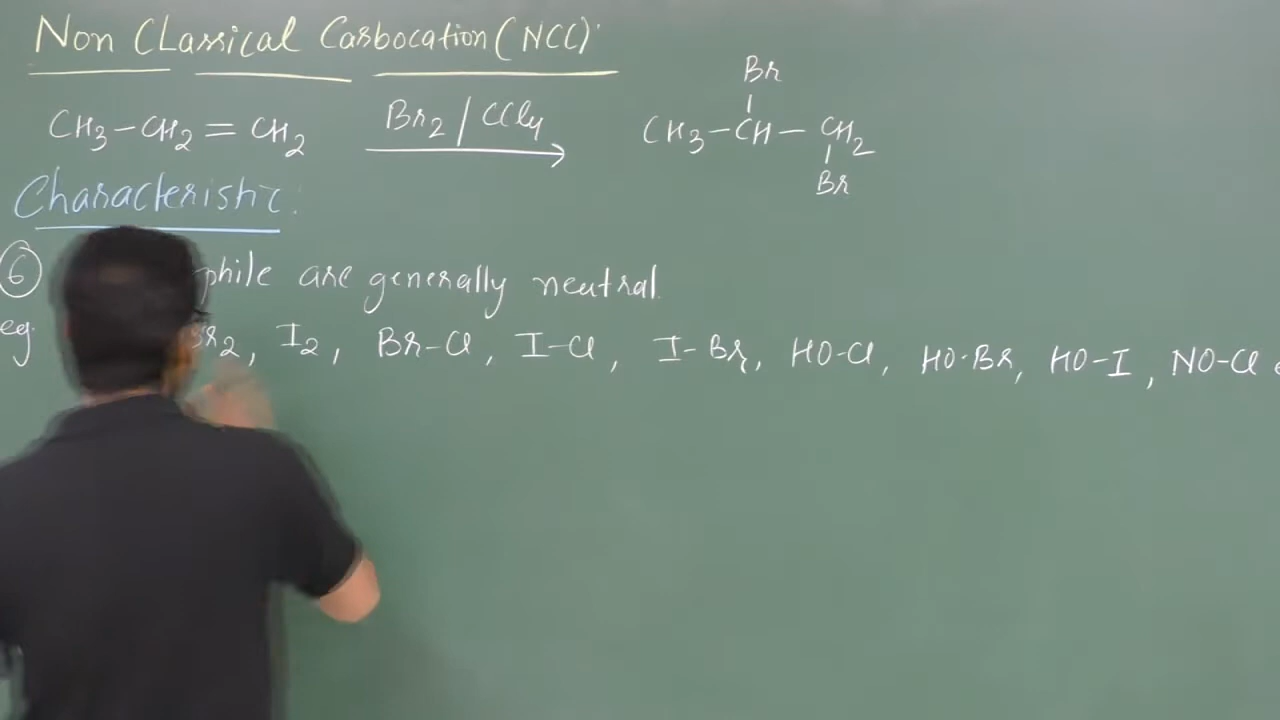 Non Classical Carbocation (NCC):
CH3-CH2=CH2 Br2/CCl4 CH3-CH-CH2
Br
Br
Characteristic:
6 phile are generally neutral.
eg. Br2, I2, Br-Cl, I-Cl, I-Br, HO-Cl, HO-Br, HO-I, NO-Cl